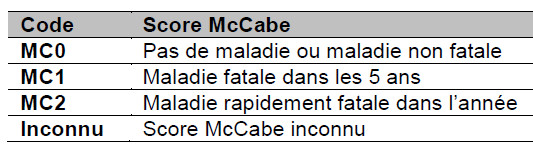 Code Score McCabe
MC0 Pas de maladie ou maladie non fatale
MC1 Maladie fatale dans les 5 ans
MC2 Maladie rapidement fatale dans l'année
Inconnu Score McCabe inconnu